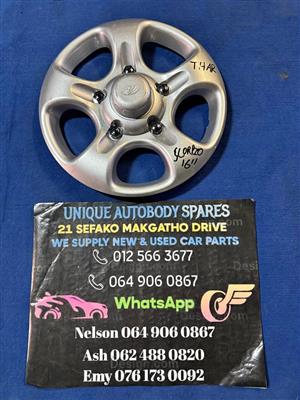 SCORPIO
16"
UNIQUE AUTOBODY SPARES
21 SEFAKO MAKGATHO DRIVE
WE SUPPLY NEW & USED CAR PARTS
012 566 3677
064 906 0867
WhatsApp
Nelson 064 906 0867
Ash 062 488 0820
Emy 076 173 0092